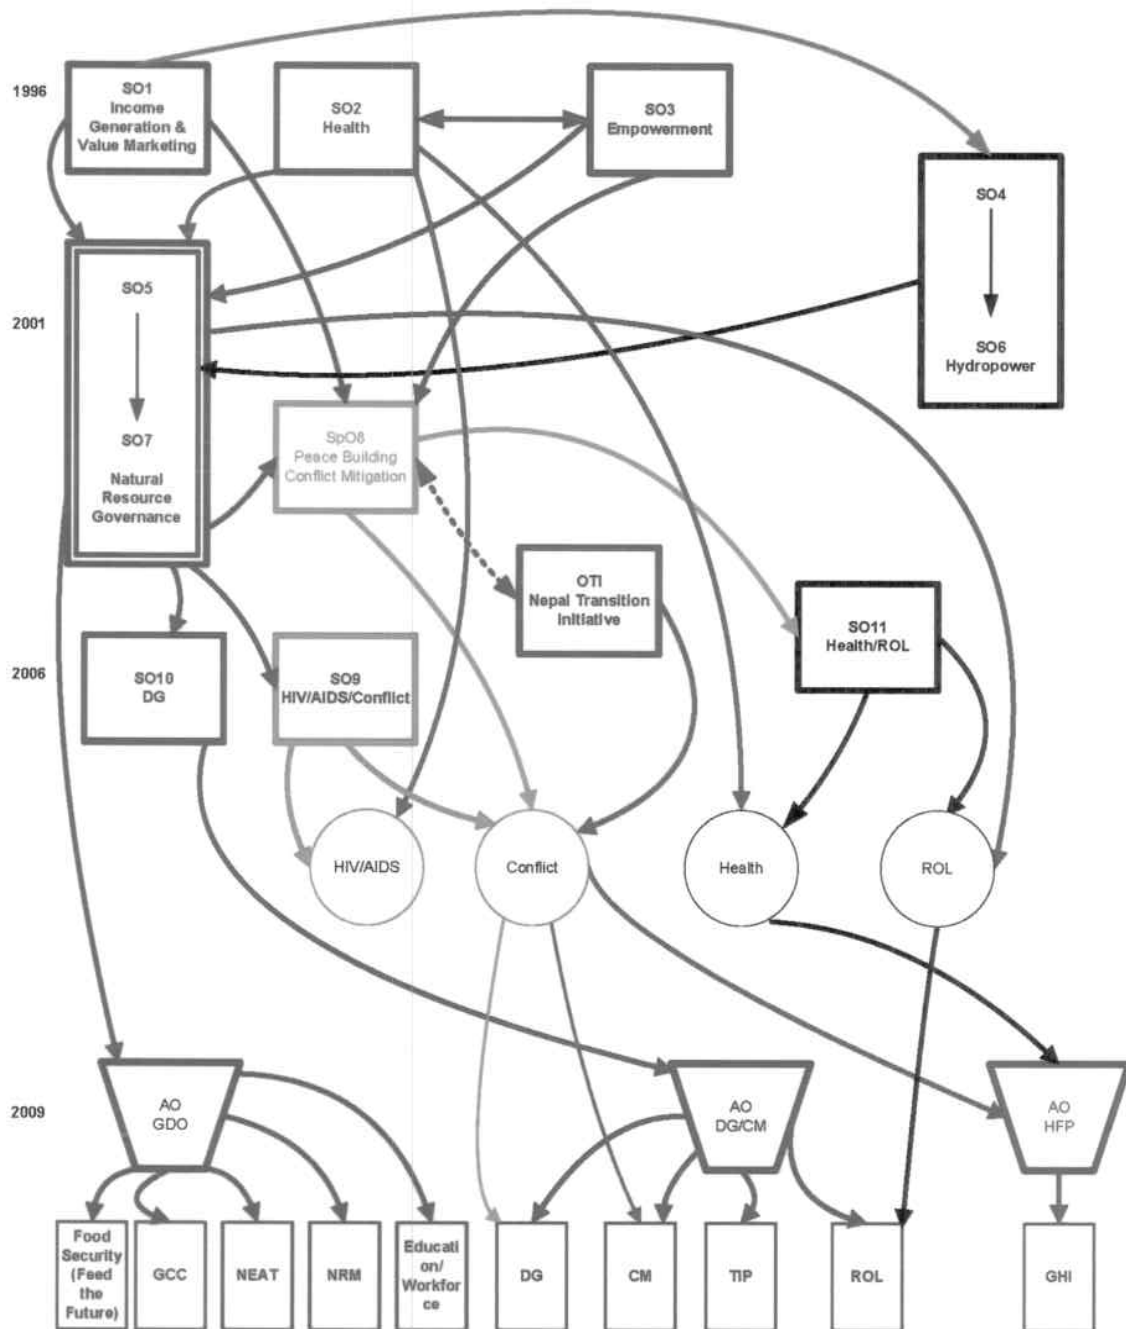 1996
SO1
Income
Generation &
Value Marketing
SO2
Health
SO3
Empowerment
SO4
SO6
Hydropower
2001
SO5
SO7
Natural
Resource
Governance
SpO8
Peace Building
Conflict Mitigation
OTI
Nepal Transition
Initiative
SO11
Health/ROL
2006
SO10
DG
SO9
HIV/AIDS/Conflict
HIV/AIDS
Conflict
Health
ROL
2009
AO
GDO
AO
DG/CM
AO
HFP
Food
Security
(Feed
the
Future)
GCC
NEAT
NRM
Educati
on/
Workfor
ce
DG
CM
TIP
ROL
GHI